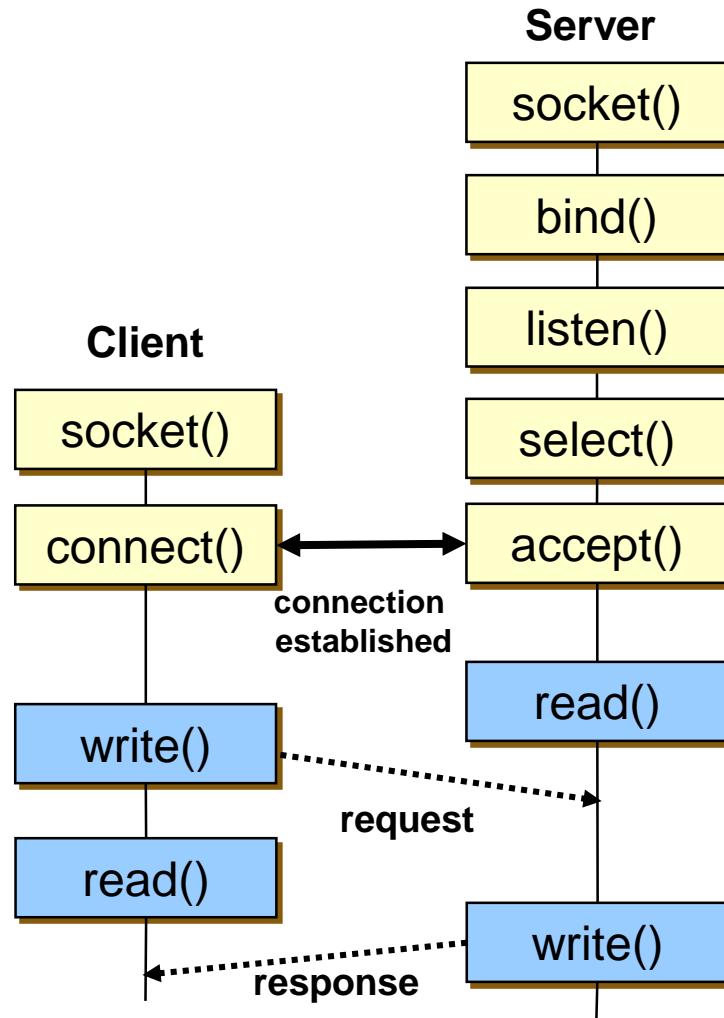 Server
socket()
bind()
listen()
Client
socket()
select()
connect()
accept()
connection
established
read()
write()
request
read()
write()
response